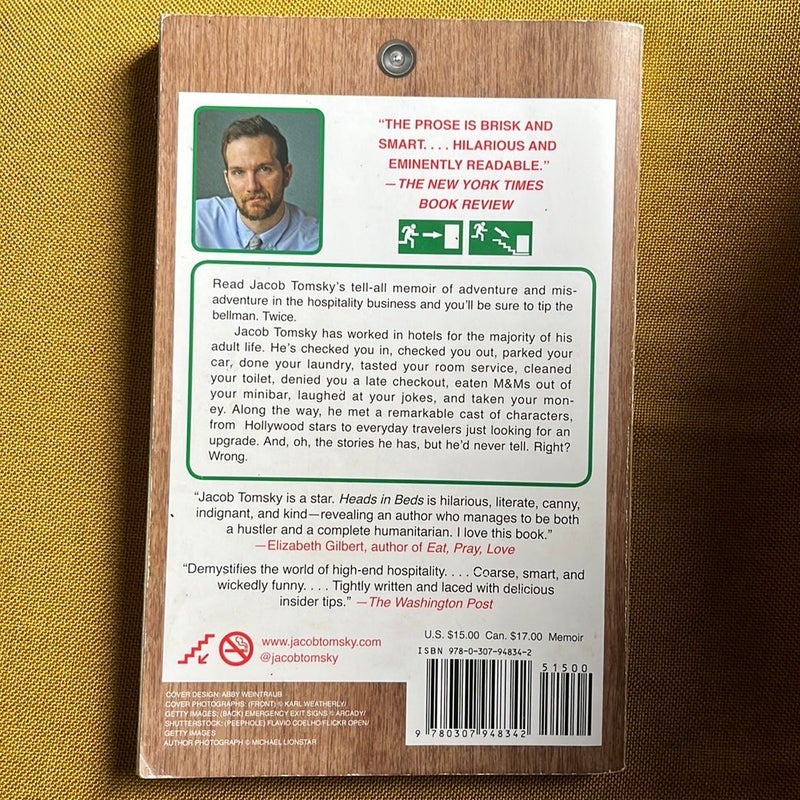 “THE PROSE IS BRISK AND
SMART. . . . HILARIOUS AND
EMINENTLY READABLE.”
—THE NEW YORK TIMES
BOOK REVIEW
Read Jacob Tomsky’s tell-all memoir of adventure and mis-
adventure in the hospitality business and you’ll be sure to tip the
bellman. Twice.
Jacob Tomsky has worked in hotels for the majority of his
adult life. He’s checked you in, checked you out, parked your
car, done your laundry, tasted your room service, cleaned
your toilet, denied you a late checkout, eaten M&Ms out of
your minibar, laughed at your jokes, and taken your mon-
ey. Along the way, he met a remarkable cast of characters,
from Hollywood stars to everyday travelers just looking for an
upgrade. And, oh, the stories he has, but he’d never tell. Right?
Wrong.
“Jacob Tomsky is a star. Heads in Beds is hilarious, literate, canny,
indignant, and kind—revealing an author who manages to be both
a hustler and a complete humanitarian. I love this book.”
—Elizabeth Gilbert, author of Eat, Pray, Love
“Demystifies the world of high-end hospitality. . . . Coarse, smart, and
wickedly funny. . . . Tightly written and laced with delicious
insider tips.” —The Washington Post
www.jacobtomsky.com
@jacobtomsky
U.S. $15.00 Can. $17.00 Memoir
ISBN 978-0-307-94834-2
51500
9 780307 948342
COVER DESIGN: ABBY WEINTRAUB
COVER PHOTOGRAPHS: (FRONT) © KARL WEATHERLY/
GETTY IMAGES; (BACK) EMERGENCY EXIT SIGNS © ARCADY/
SHUTTERSTOCK; (PEEPHOLE) FLAVIO COELHO/FLICKR OPEN/
GETTY IMAGES
AUTHOR PHOTOGRAPH © MICHAEL LIONSTAR